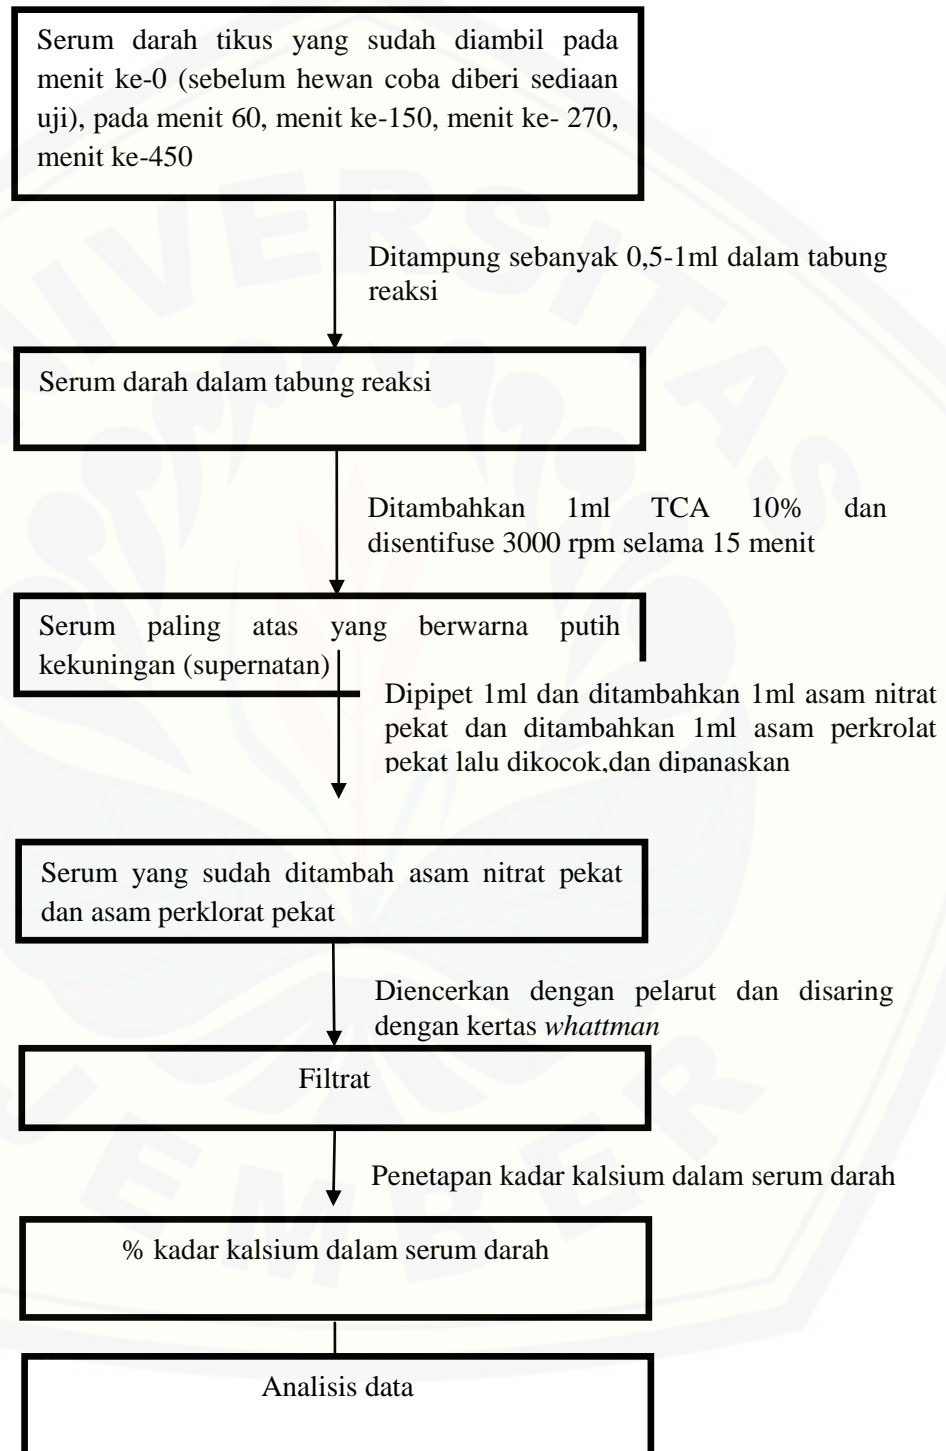 Serum darah tikus yang sudah diambil pada
menit ke-0 (sebelum hewan coba diberi sediaan
uji), pada menit 60, menit ke-150, menit ke- 270,
menit ke-450
Ditampung sebanyak 0,5-1ml dalam tabung
reaksi
Serum darah dalam tabung reaksi
Ditambahkan 1ml TCA 10% dan
disentifuse 3000 rpm selama 15 menit
Serum paling atas yang berwarna putih
kekuningan (supernatan)
Dipipet 1ml dan ditambahkan 1ml asam nitrat
pekat dan ditambahkan 1ml asam perkrolat
pekat lalu dikocok,dan dipanaskan
Serum yang sudah ditambah asam nitrat pekat
dan asam perklorat pekat
Diencerkan dengan pelarut dan disaring
dengan kertas whattman
Filtrat
Penetapan kadar kalsium dalam serum darah
% kadar kalsium dalam serum darah
Analisis data
UNIVERSITAS
JEMBER